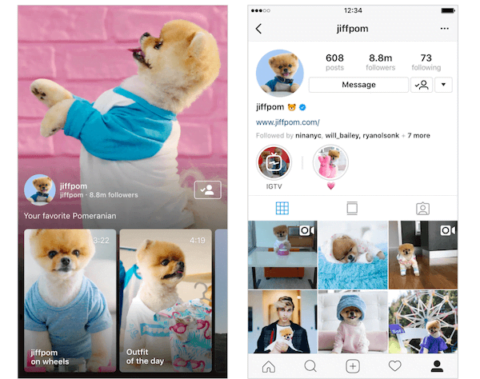 jiffpom
jiffpom • 8.8m followers
Your favorite Pomeranian
3:22
jiffpom
on wheels
4:19
Outfit
of the day
12:34
jiffpom
608
posts
8.8m
followers
73
following
Message
jiffpom
www.jiffpom.com/
Followed by ninanyc, will_bailey, ryanolsonk + 7 more
IGTV